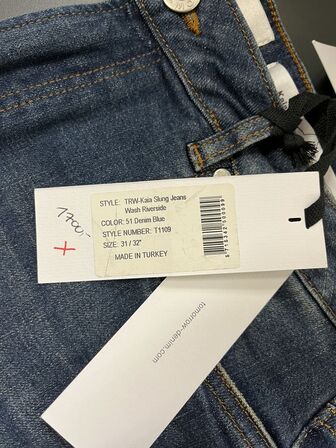 STYLE: TRW-Kaia Slung Jeans
Wash Riverside
COLOR: 51 Denim Blue
STYLE NUMBER: T1109
SIZE: 31 / 32"
MADE IN TURKEY
1700,-
+
tomorrow-denim.com